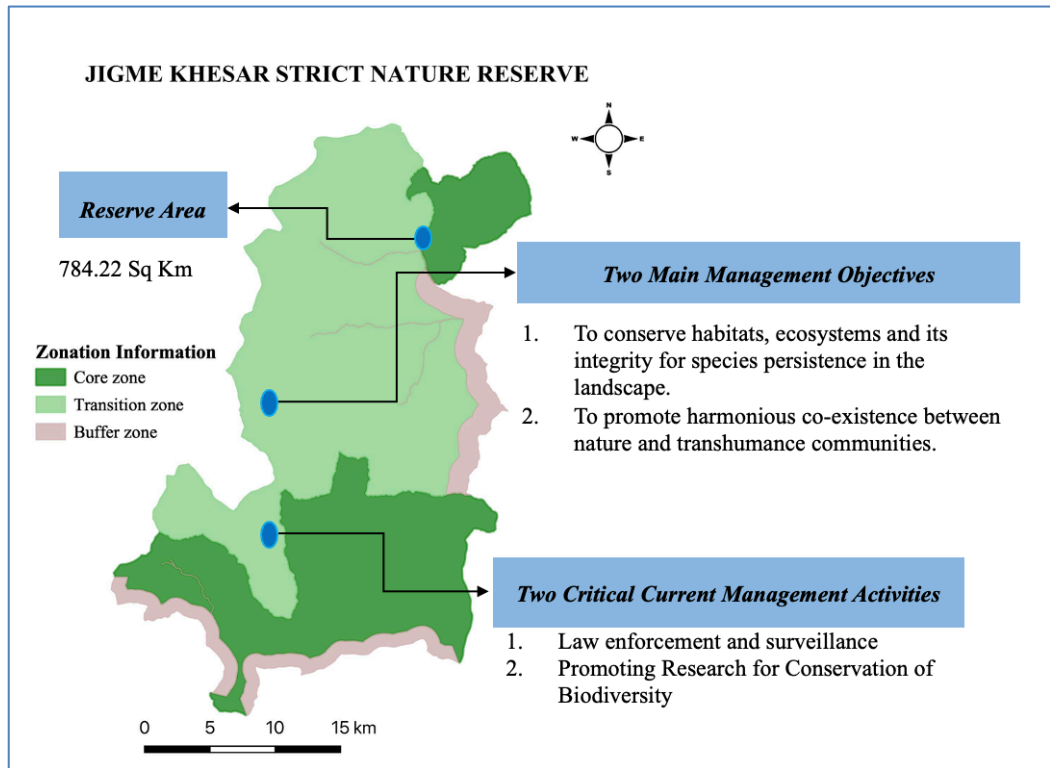 JIGME KHESAR STRICT NATURE RESERVE
N
W
E
S
Reserve Area
784.22 Sq Km
Two Main Management Objectives
1. To conserve habitats, ecosystems and its
integrity for species persistence in the
landscape.
2. To promote harmonious co-existence between
nature and transhumance communities.
Zonation Information
Core zone
Transition zone
Buffer zone
Two Critical Current Management Activities
1. Law enforcement and surveillance
2. Promoting Research for Conservation of
Biodiversity
0 5 10 15 km